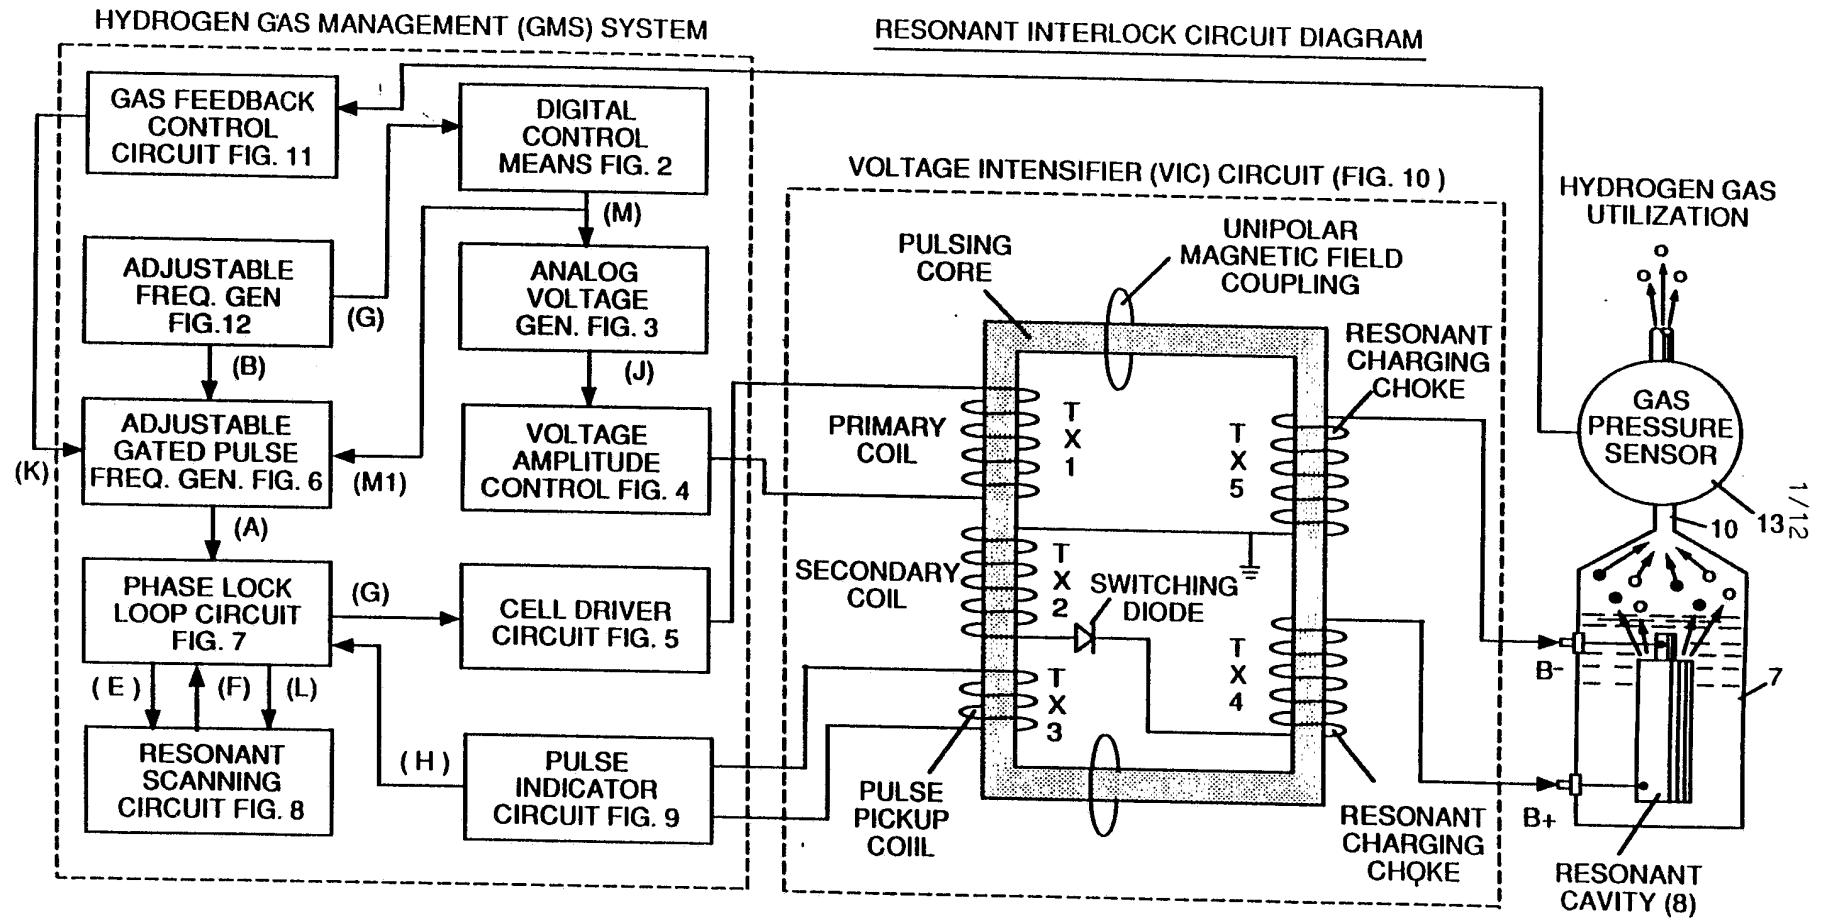 HYDROGEN GAS MANAGEMENT (GMS) SYSTEM
RESONANT INTERLOCK CIRCUIT DIAGRAM
GAS FEEDBACK
CONTROL
CIRCUIT FIG. 11
DIGITAL
CONTROL
MEANS FIG. 2
(M)
ADJUSTABLE
FREQ. GEN
FIG.12
(G)
(B)
ANALOG
VOLTAGE
GEN. FIG. 3
(J)
ADJUSTABLE
GATED PULSE
FREQ. GEN. FIG. 6
(K)
(M1)
(A)
VOLTAGE
AMPLITUDE
CONTROL FIG. 4
PHASE LOCK
LOOP CIRCUIT
FIG. 7
(G)
CELL DRIVER
CIRCUIT FIG. 5
( E )
(F)
(L)
RESONANT
SCANNING
CIRCUIT FIG. 8
( H )
PULSE
INDICATOR
CIRCUIT FIG. 9
VOLTAGE INTENSIFIER (VIC) CIRCUIT (FIG. 10 )
PULSING
CORE
UNIPOLAR
MAGNETIC FIELD
COUPLING
RESONANT
CHARGING
CHOKE
PRIMARY
COIL
T
X
1
T
X
5
SECONDARY
COIL
T
X
2
SWITCHING
DIODE
T
X
3
T
X
4
PULSE
PICKUP
COIIL
RESONANT
CHARGING
CHOKE
HYDROGEN GAS
UTILIZATION
GAS
PRESSURE
SENSOR
10
13
1/12
B-
7
B+
RESONANT
CAVITY (8)